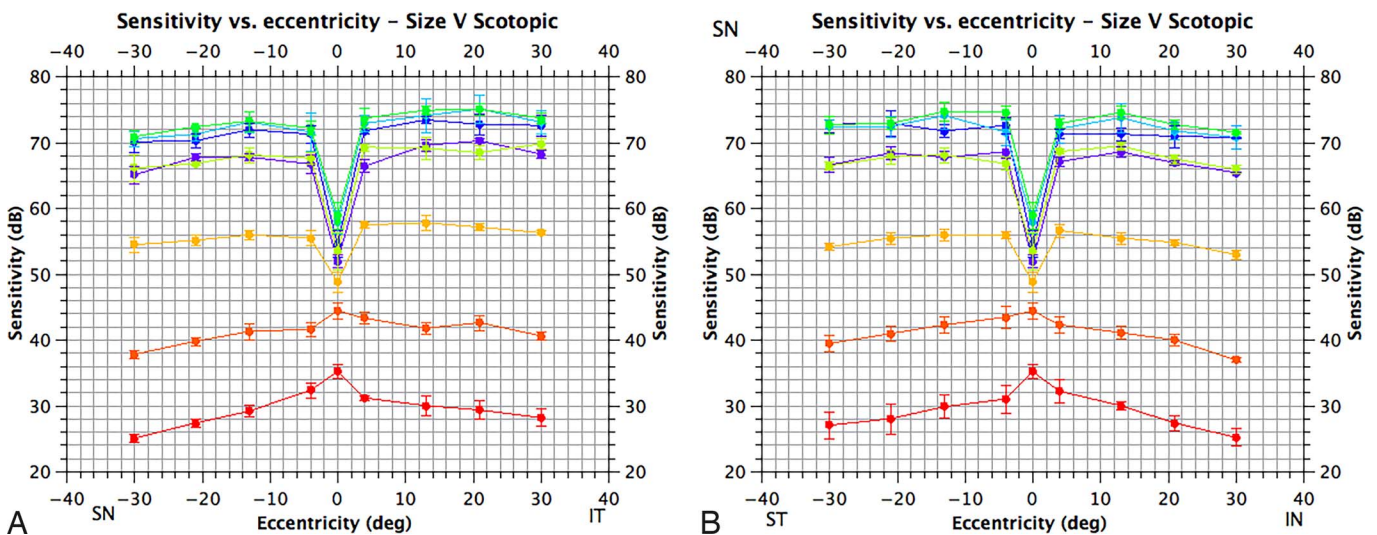 Sensitivity vs. eccentricity – Size V Scotopic
−40 −30 −20 −10 0 10 20 30 40
80 80
70 70
60 60
50 50
40 40
30 30
20 20
Sensitivity (dB)
Sensitivity (dB)
−40 −30 −20 −10 0 10 20 30 40
SN IT
Eccentricity (deg)
A
SN
Sensitivity vs. eccentricity – Size V Scotopic
−40 −30 −20 −10 0 10 20 30 40
80 80
70 70
60 60
50 50
40 40
30 30
20 20
Sensitivity (dB)
Sensitivity (dB)
−40 −30 −20 −10 0 10 20 30 40
ST IN
Eccentricity (deg)
B